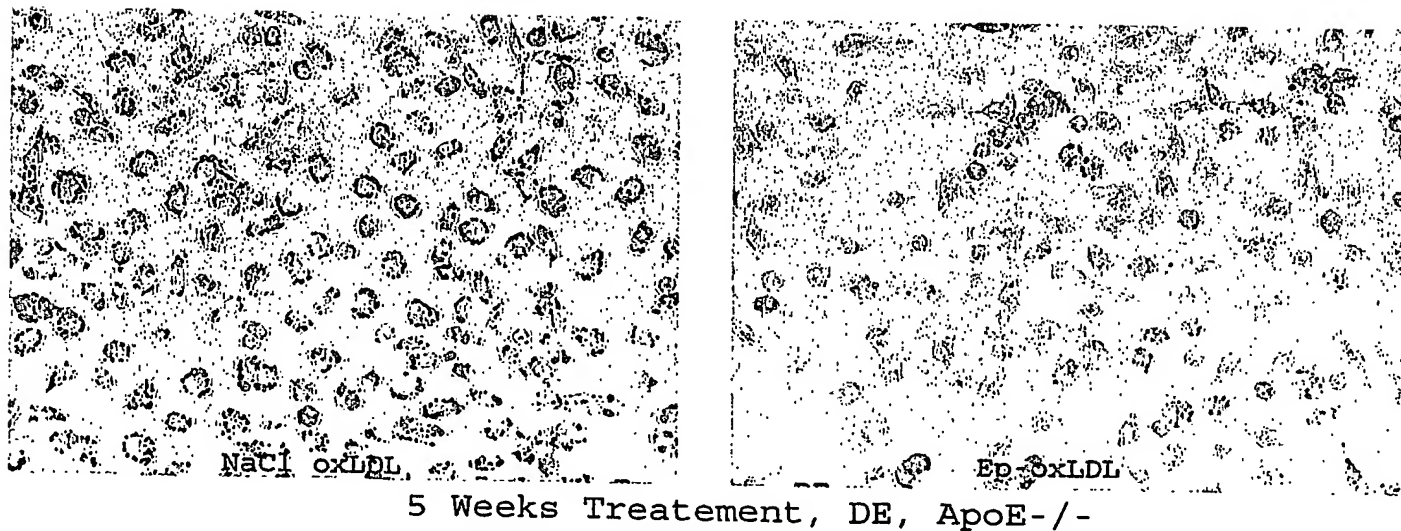 NaCl oxLDL
Ep-oxLDL
5 Weeks Treatement, DE, ApoE-/-